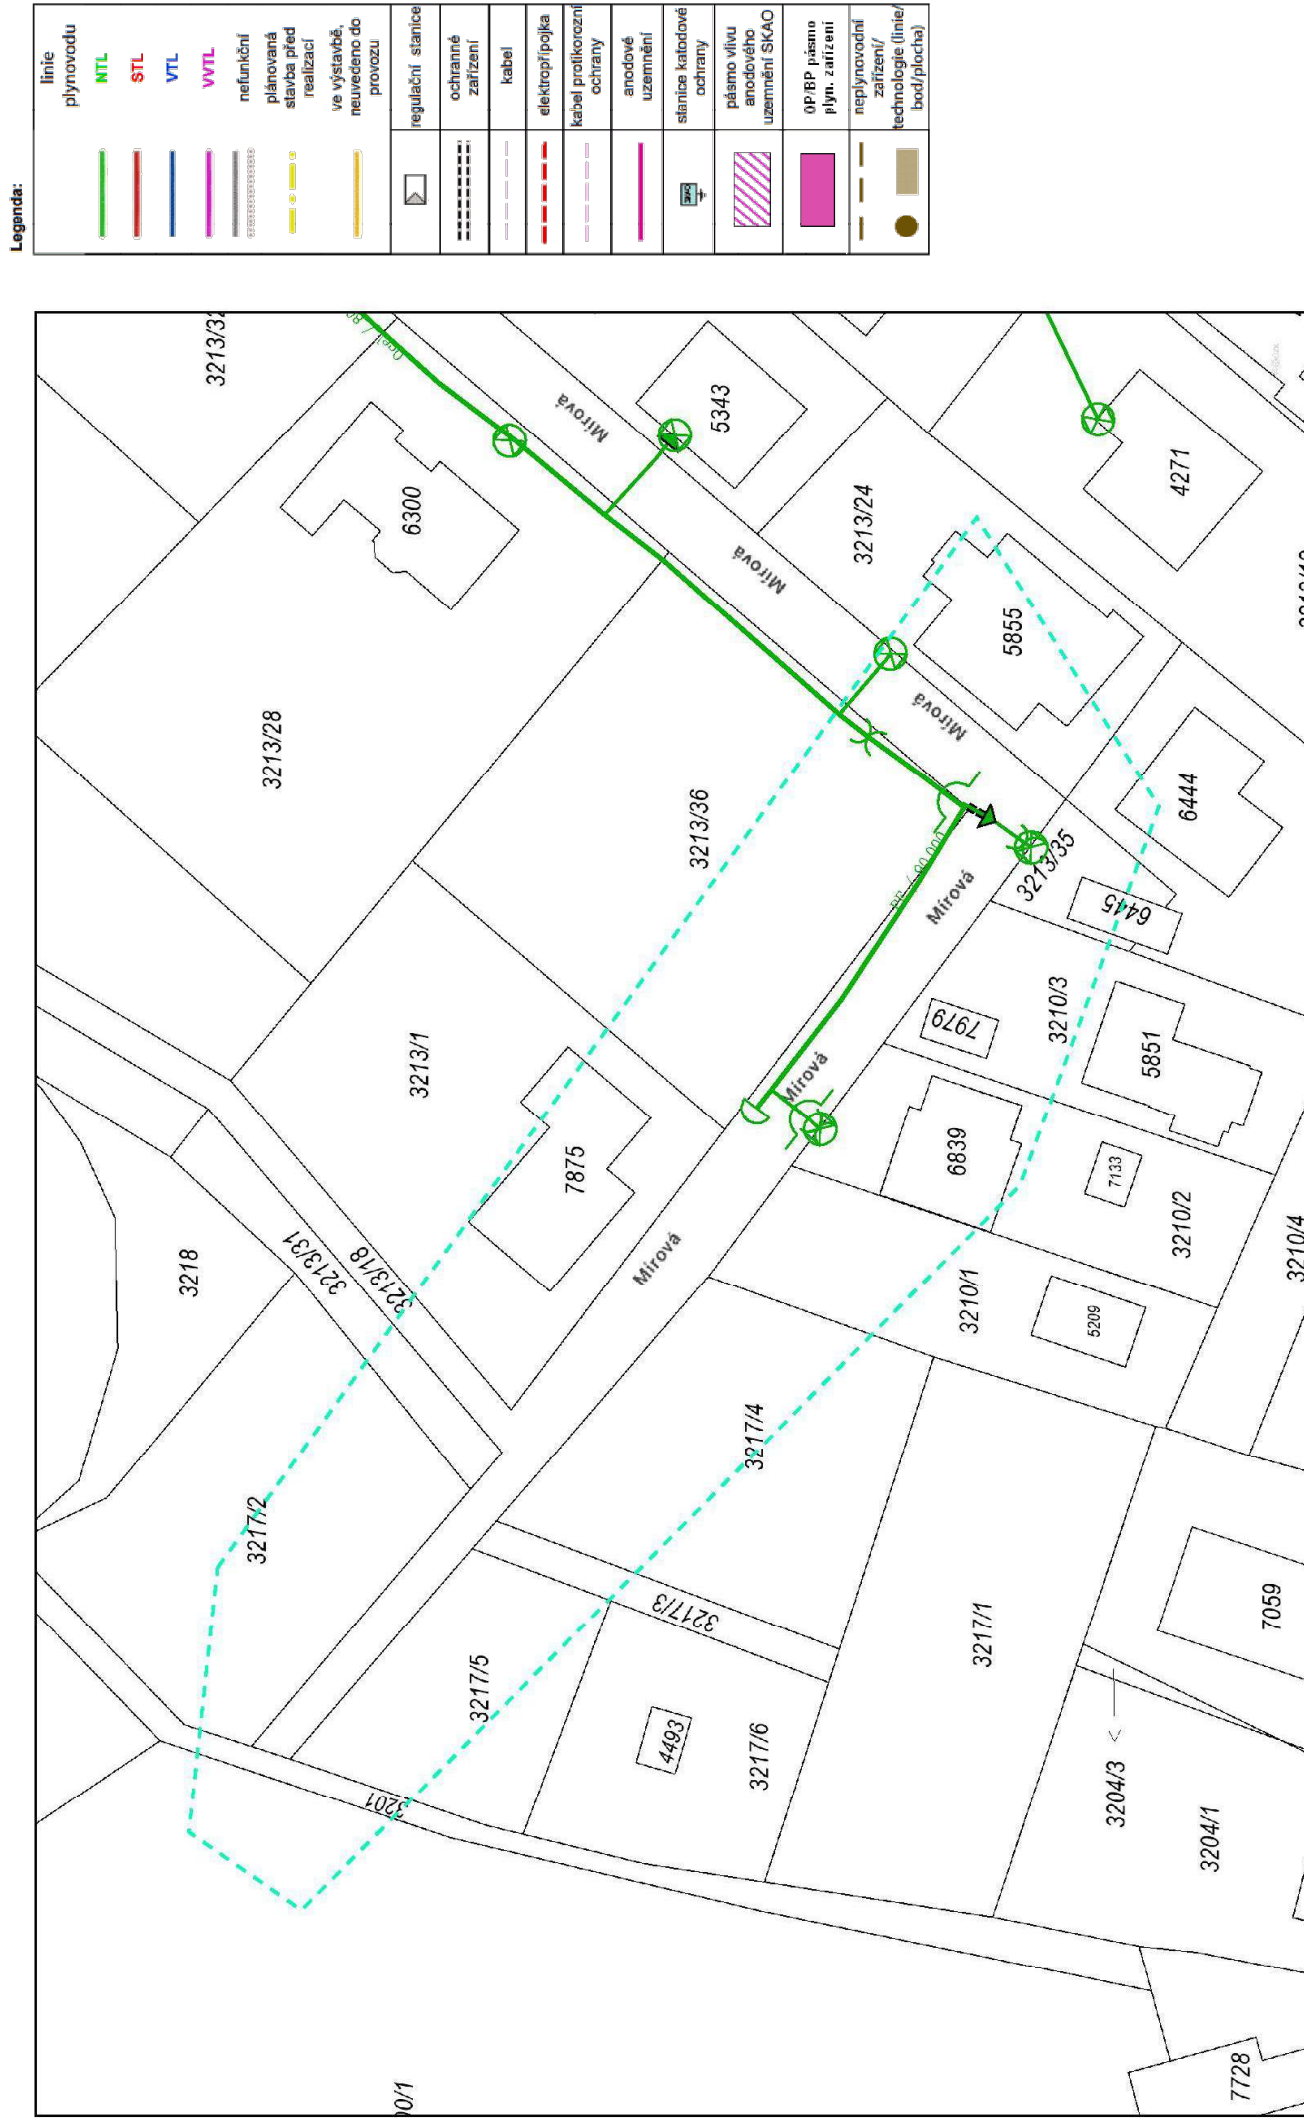 Legenda:
linie
plynovodu
NTL
STL
VTL
VVTL
nefunkční
plánovaná
stavba před
realizací
ve výstavbě,
neuvedeno do
provozu
regulační stanice
ochranné
zařízení
kabel
elektropřípojka
kabel protikorozní
ochrany
anodové
uzemnění
stanice katodové
ochrany
pásmo vlivu
anodového
uzemnění SKAO
OP/BP pásmo
plyn. zařízení
neplynovodní
zařízení/
technologie (linie/
bod/plocha)
Mírová
5343
6300
3213/28
Mírová
3213/24
4271
5855
Mírová
3213/36
6444
3213/35
6445
Mírová
3213/1
7979
3210/3
5851
Mírová
7875
6839
7133
3210/2
3210/4
3218
3213/31
3213/18
Mírová
3210/1
5209
3217/2
3217/4
3217/3
3217/1
7059
3217/5
4493
3217/6
3201
3204/3
3204/1
7728